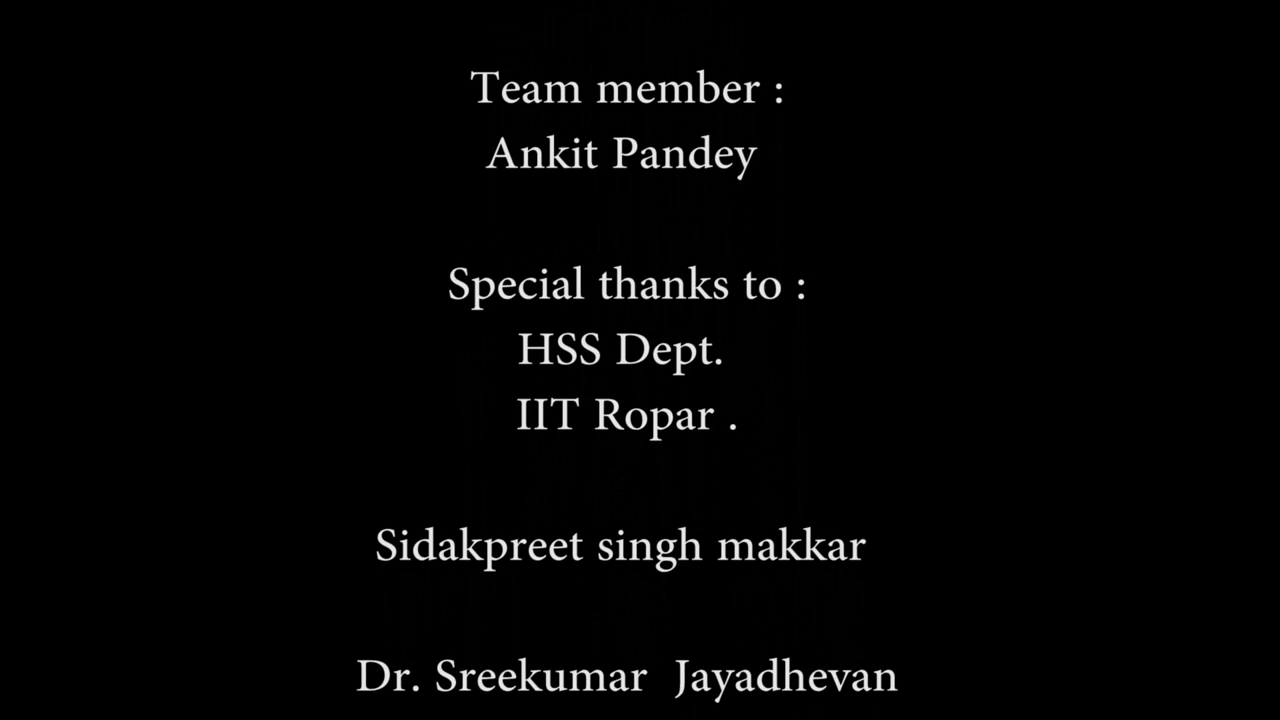 Team member :
Ankit Pandey
Special thanks to :
HSS Dept.
IIT Ropar .
Sidakpreet singh makkar
Dr. Sreekumar  Jayadhevan